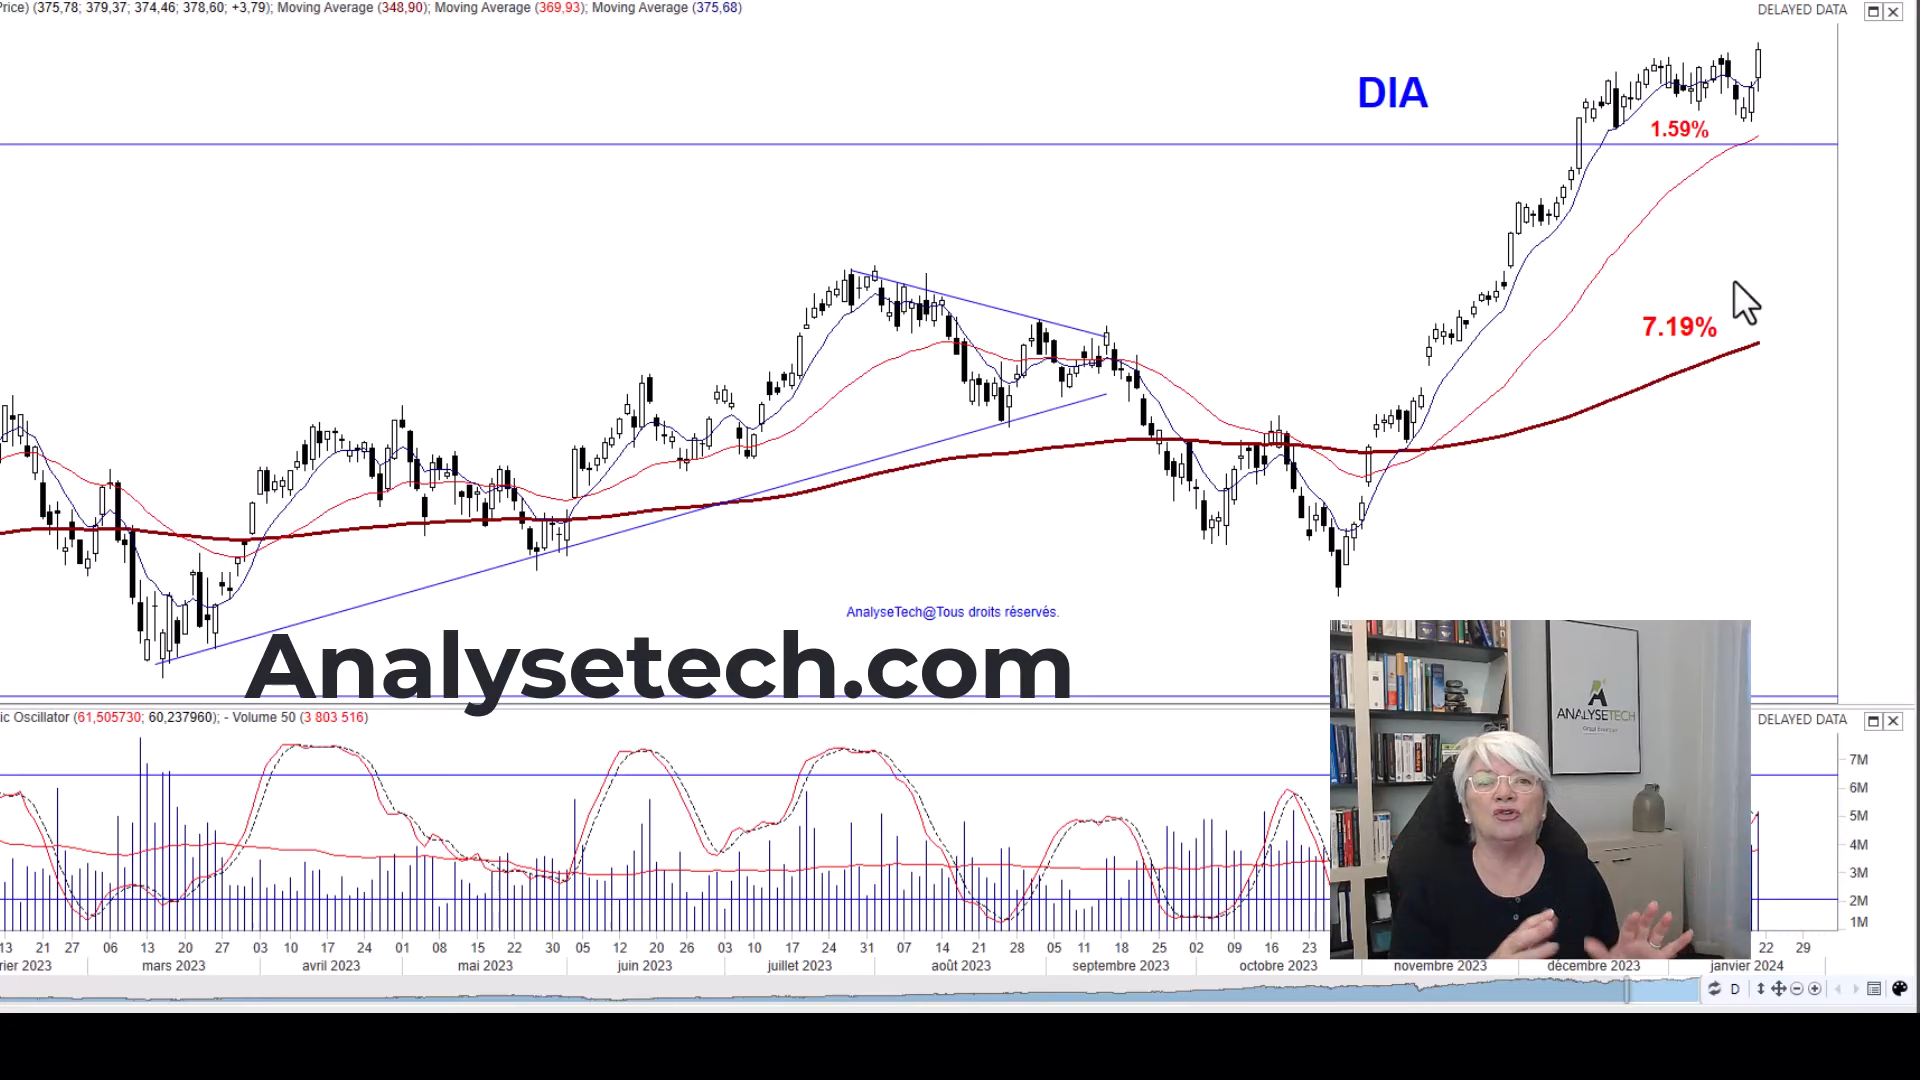 Price) (375,78; 379,37; 374,46; 378,60; +3,79); Moving Average (348,90); Moving Average (369,93); Moving Average (375,68)
DELAYED DATA
DIA
1.59%
7.19%
AnalyseTech@Tous droits réservés.
Analysetech.com
ic Oscillator (61,505730; 60,237960); - Volume 50 (3 803 516)
DELAYED DATA
ANALYSETECH
7M
6M
5M
4M
3M
2M
1M
13 21 27 06 13 20 27 03 10 17 24 01 08 15 22 30 05 12 20 26 03 10 17 24 31 07 14 21 28 05 11 18 25 02 09 16 23 22 29
rier 2023 mars 2023 avril 2023 mai 2023 juin 2023 juillet 2023 août 2023 septembre 2023 octobre 2023 novembre 2023 décembre 2023 janvier 2024
D